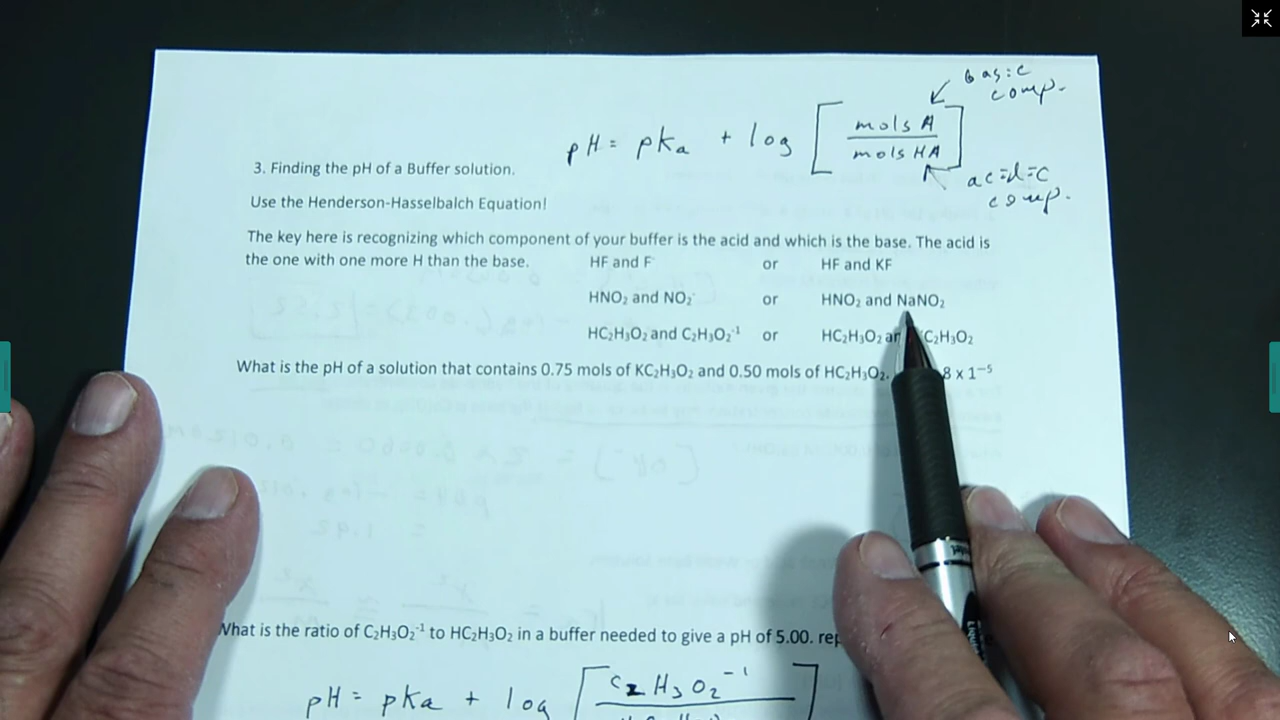 basic
comp.
pH = pKa + log [ mols A / mols HA ]
acidic
comp.
3. Finding the pH of a Buffer solution.
Use the Henderson-Hasselbalch Equation!
The key here is recognizing which component of your buffer is the acid and which is the base. The acid is
the one with one more H than the base. HF and F⁻ or HF and KF
HNO₂ and NO₂⁻ or HNO₂ and NaNO₂
HC₂H₃O₂ and C₂H₃O₂⁻¹ or HC₂H₃O₂ C₂H₃O₂
What is the pH of a solution that contains 0.75 mols of KC₂H₃O₂ and 0.50 mols of HC₂H₃O₂. 8 x 1⁻⁵
What is the ratio of C₂H₃O₂⁻¹ to HC₂H₃O₂ in a buffer needed to give a pH of 5.00.
pH = pKa + log [ C₂H₃O₂⁻¹